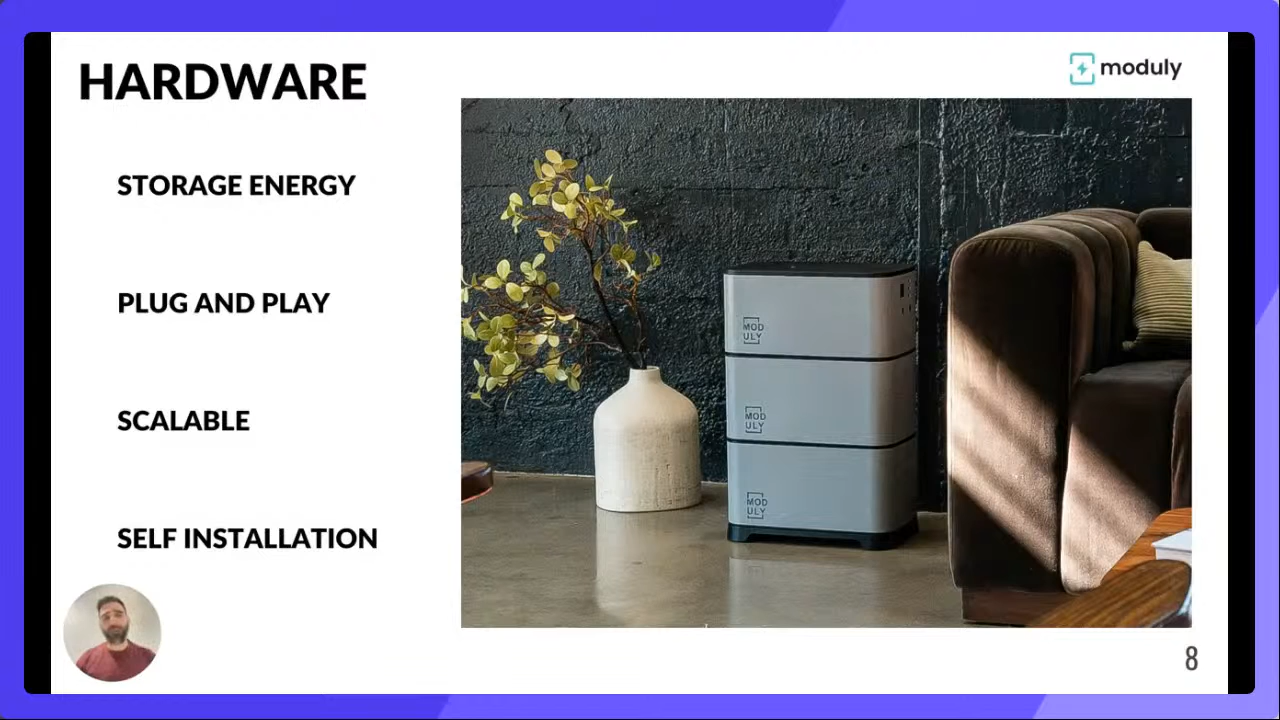 HARDWARE
moduly
STORAGE ENERGY
PLUG AND PLAY
SCALABLE
SELF INSTALLATION
MOD
ULY
MOD
ULY
MOD
ULY
8